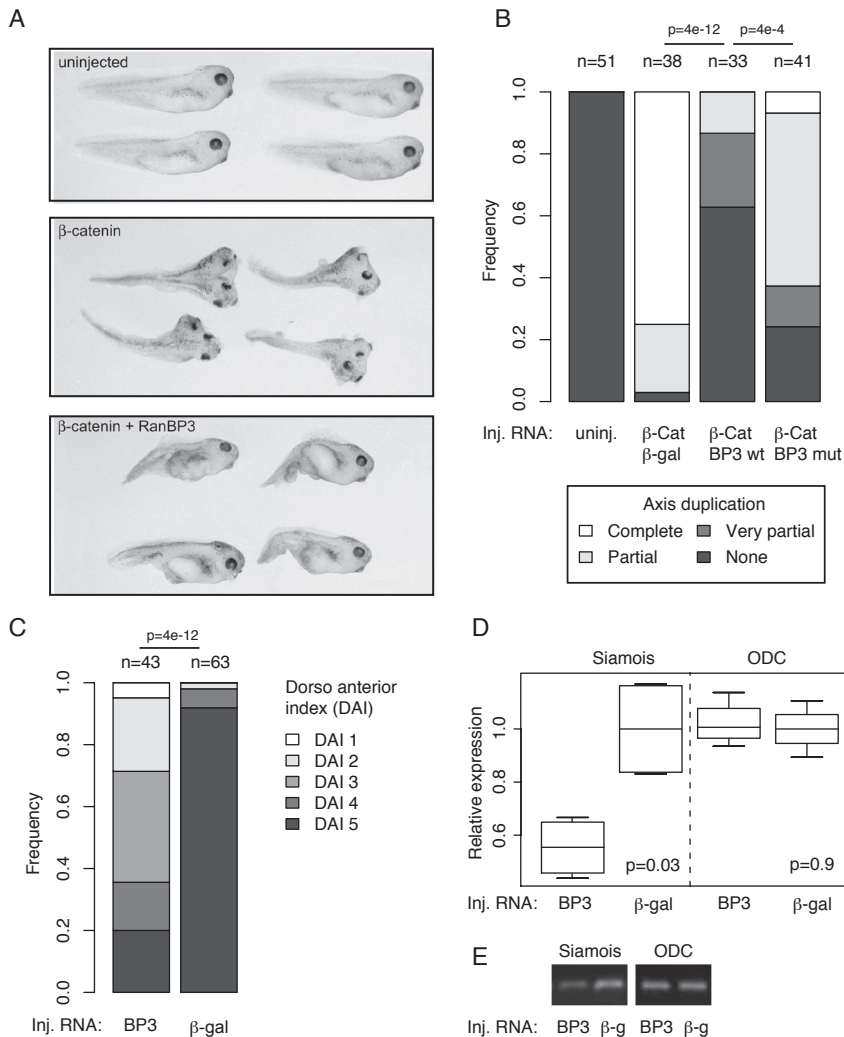 A
uninjected
β-catenin
β-catenin + RanBP3
B
p=4e-12 p=4e-4
n=51 n=38 n=33 n=41
Frequency
1.0
0.8
0.6
0.4
0.2
0.0
Inj. RNA: uninj. β-Cat β-Cat β-Cat
β-gal BP3 wt BP3 mut
Axis duplication
Complete Very partial
Partial None
C
p=4e-12
n=43 n=63
Frequency
1.0
0.8
0.6
0.4
0.2
0.0
Inj. RNA: BP3 β-gal
Dorso anterior
index (DAI)
DAI 1
DAI 2
DAI 3
DAI 4
DAI 5
D
Siamois ODC
Relative expression
1.0
0.8
0.6
p=0.03 p=0.9
Inj. RNA: BP3 β-gal BP3 β-gal
E
Siamois ODC
Inj. RNA: BP3 β-g BP3 β-g